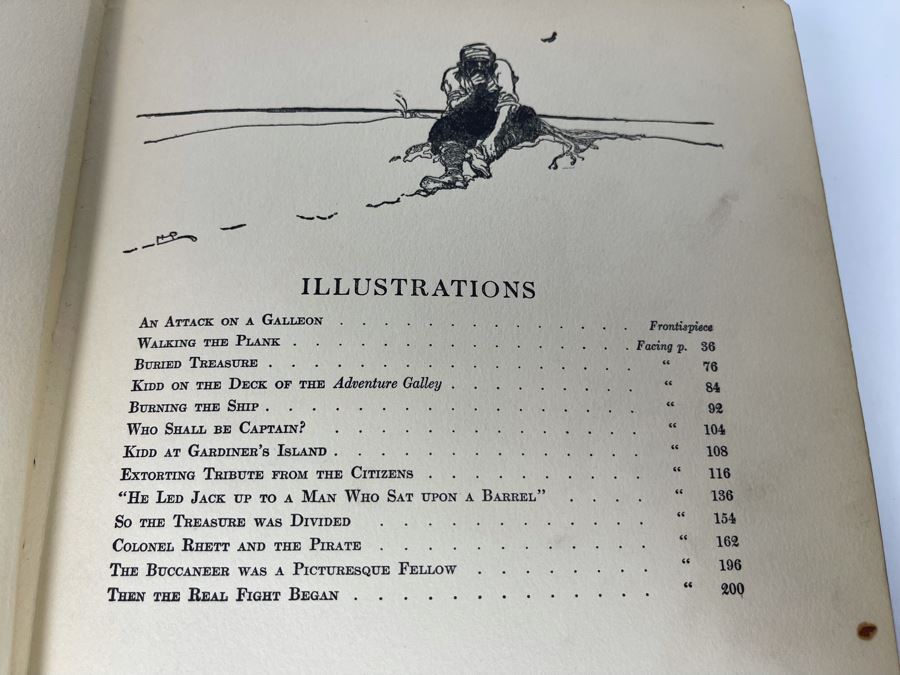 HP
ILLUSTRATIONS
AN ATTACK ON A GALLEON . . . . . . . . . . . . . . Frontispiece
WALKING THE PLANK . . . . . . . . . . . . . . . . Facing p. 36
BURIED TREASURE . . . . . . . . . . . . . . . . . “ 76
KIDD ON THE DECK OF THE Adventure Galley . . . . . . . . . “ 84
BURNING THE SHIP . . . . . . . . . . . . . . . . . “ 92
WHO SHALL BE CAPTAIN? . . . . . . . . . . . . . . “ 104
KIDD AT GARDINER'S ISLAND . . . . . . . . . . . . . . “ 108
EXTORTING TRIBUTE FROM THE CITIZENS . . . . . . . . . . “ 116
“HE LED JACK UP TO A MAN WHO SAT UPON A BARREL” . . . . “ 136
SO THE TREASURE WAS DIVIDED . . . . . . . . . . . . “ 154
COLONEL RHETT AND THE PIRATE . . . . . . . . . . . . “ 162
THE BUCCANEER WAS A PICTURESQUE FELLOW . . . . . . . . “ 196
THEN THE REAL FIGHT BEGAN . . . . . . . . . . . . . “ 200